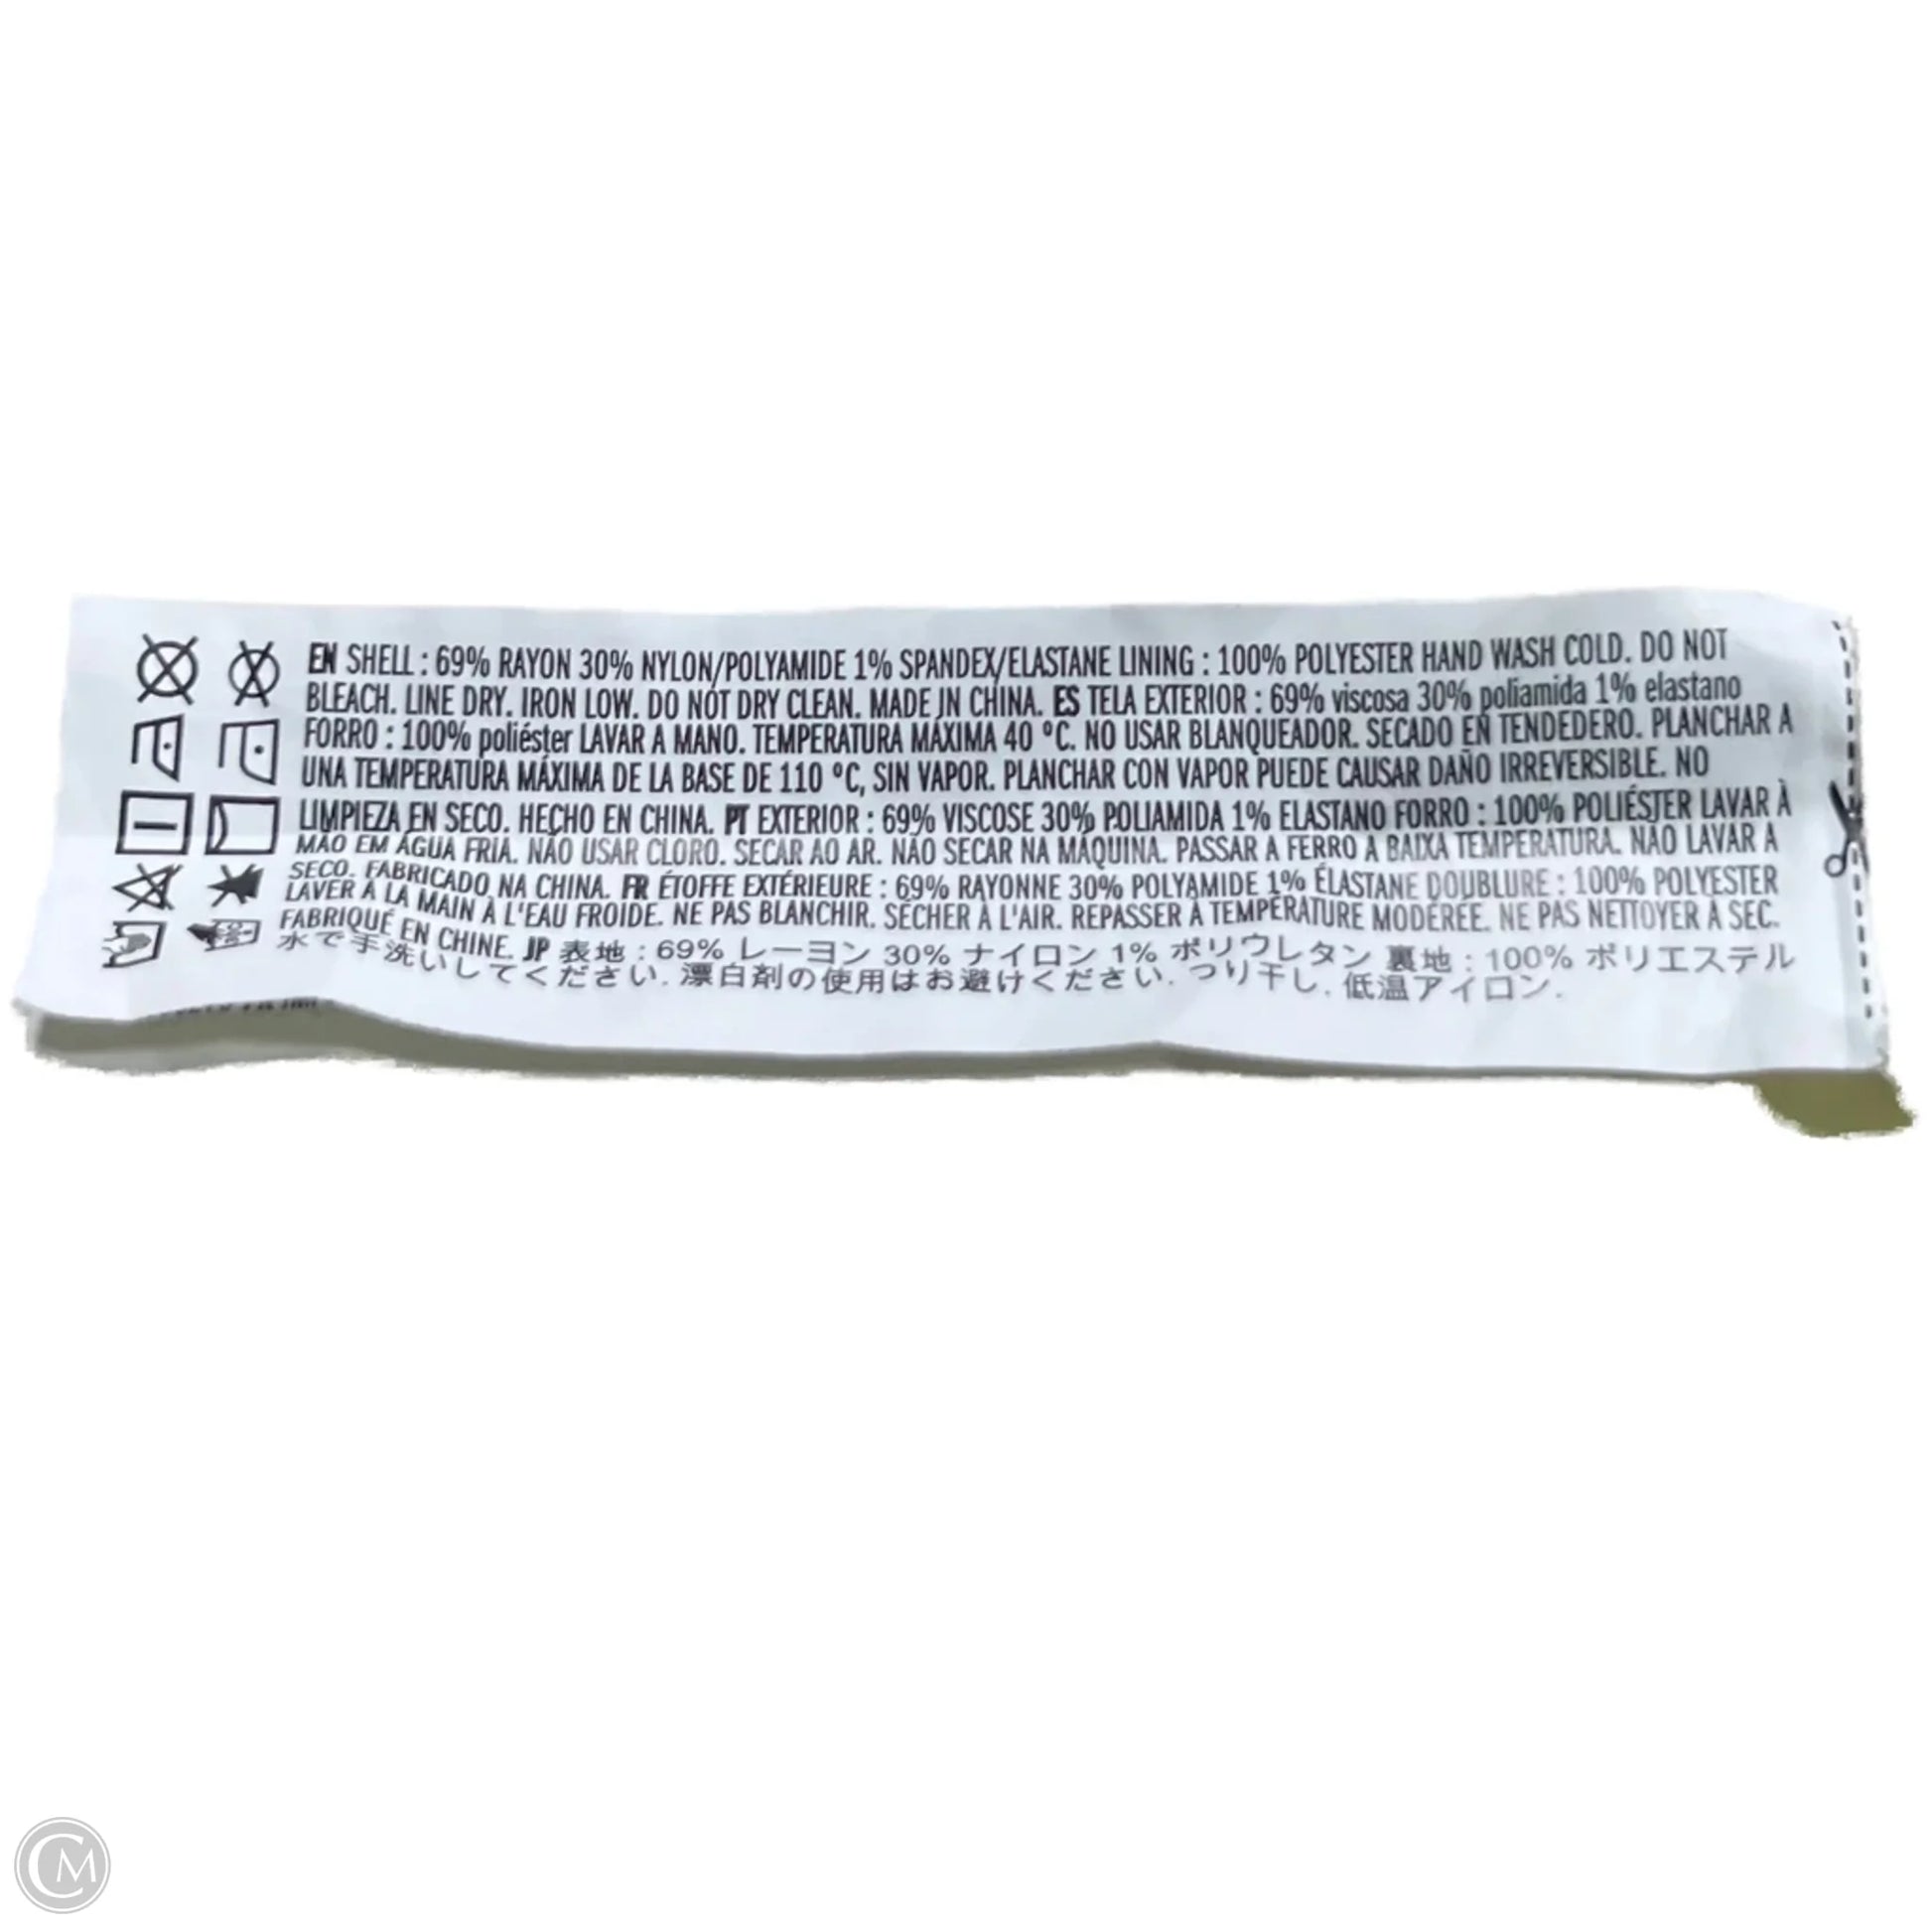 EN SHELL : 69% RAYON 30% NYLON/POLYAMIDE 1% SPANDEX/ELASTANE LINING : 100% POLYESTER HAND WASH COLD. DO NOT
BLEACH. LINE DRY. IRON LOW. DO NOT DRY CLEAN. MADE IN CHINA. ES TELA EXTERIOR : 69% viscosa 30% poliamida 1% elastano
FORRO : 100% poliéster LAVAR A MANO. TEMPERATURA MÁXIMA 40 °C. NO USAR BLANQUEADOR. SECADO EN TENDEDERO. PLANCHAR A
UNA TEMPERATURA MÁXIMA DE LA BASE DE 110 °C, SIN VAPOR. PLANCHAR CON VAPOR PUEDE CAUSAR DAÑO IRREVERSIBLE. NO
LIMPIEZA EN SECO. HECHO EN CHINA. PT EXTERIOR : 69% VISCOSE 30% POLIAMIDA 1% ELASTANO FORRO : 100% POLIÉSTER LAVAR À
MÃO EM ÁGUA FRIA. NÃO USAR CLORO. SECAR AO AR. NÃO SECAR NA MÁQUINA. PASSAR A FERRO A BAIXA TEMPERATURA. NÃO LAVAR A
SECO. FABRICADO NA CHINA. FR ÉTOFFE EXTÉRIEURE : 69% RAYONNE 30% POLYAMIDE 1% ÉLASTANE DOUBLURE : 100% POLYESTER
LAVER À LA MAIN À L'EAU FROIDE. NE PAS BLANCHIR. SÉCHER À L'AIR. REPASSER À TEMPÉRATURE MODÉRÉE. NE PAS NETTOYER À SEC.
FABRIQUÉ EN CHINE. JP 表地 : 69% レーヨン 30% ナイロン 1% ポリウレタン 裏地 : 100% ポリエステル
水で手洗いしてください. 漂白剤の使用はお避けください. つり干し. 低温アイロン.
CM